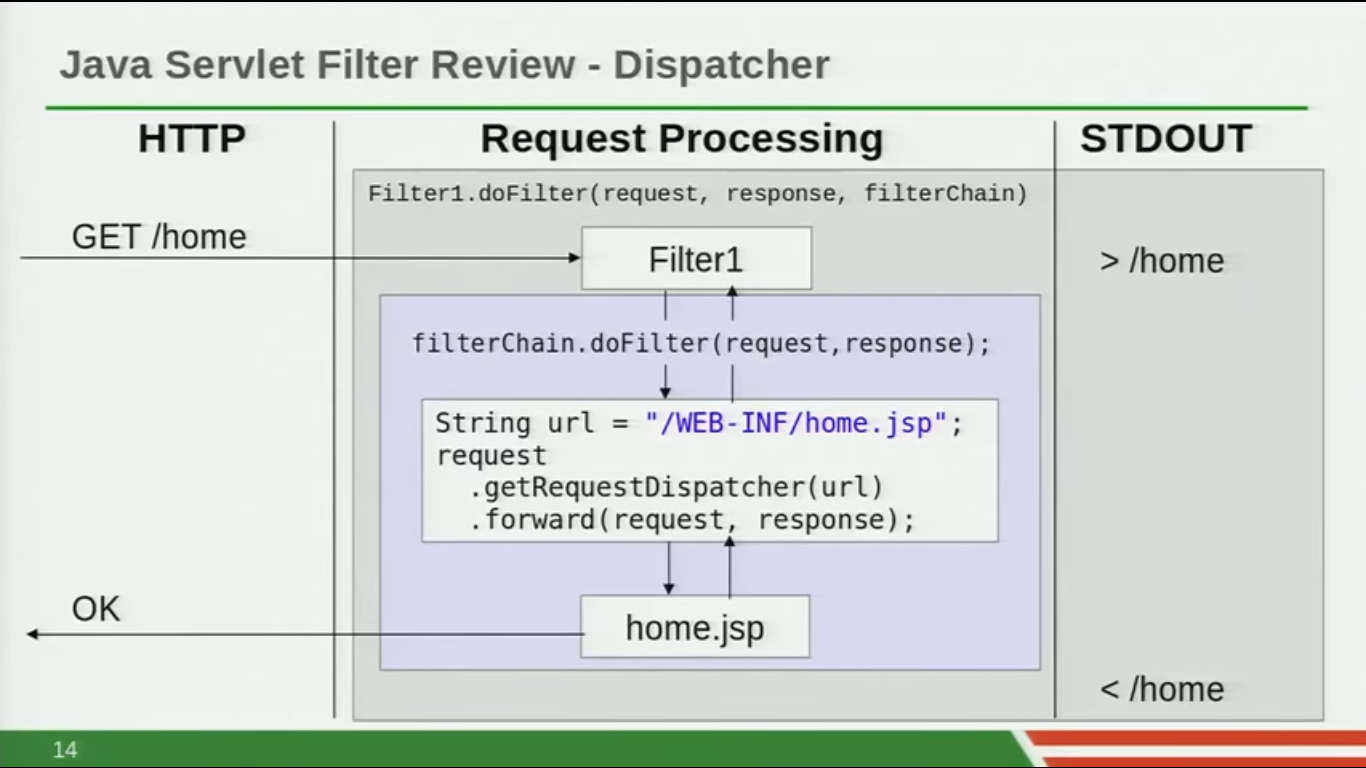 Java Servlet Filter Review - Dispatcher
HTTP
Request Processing
STDOUT
Filter1.doFilter(request, response, filterChain)
GET /home
Filter1
> /home
filterChain.doFilter(request,response);
String url = "/WEB-INF/home.jsp";
request
.getRequestDispatcher(url)
.forward(request, response);
OK
home.jsp
< /home
14